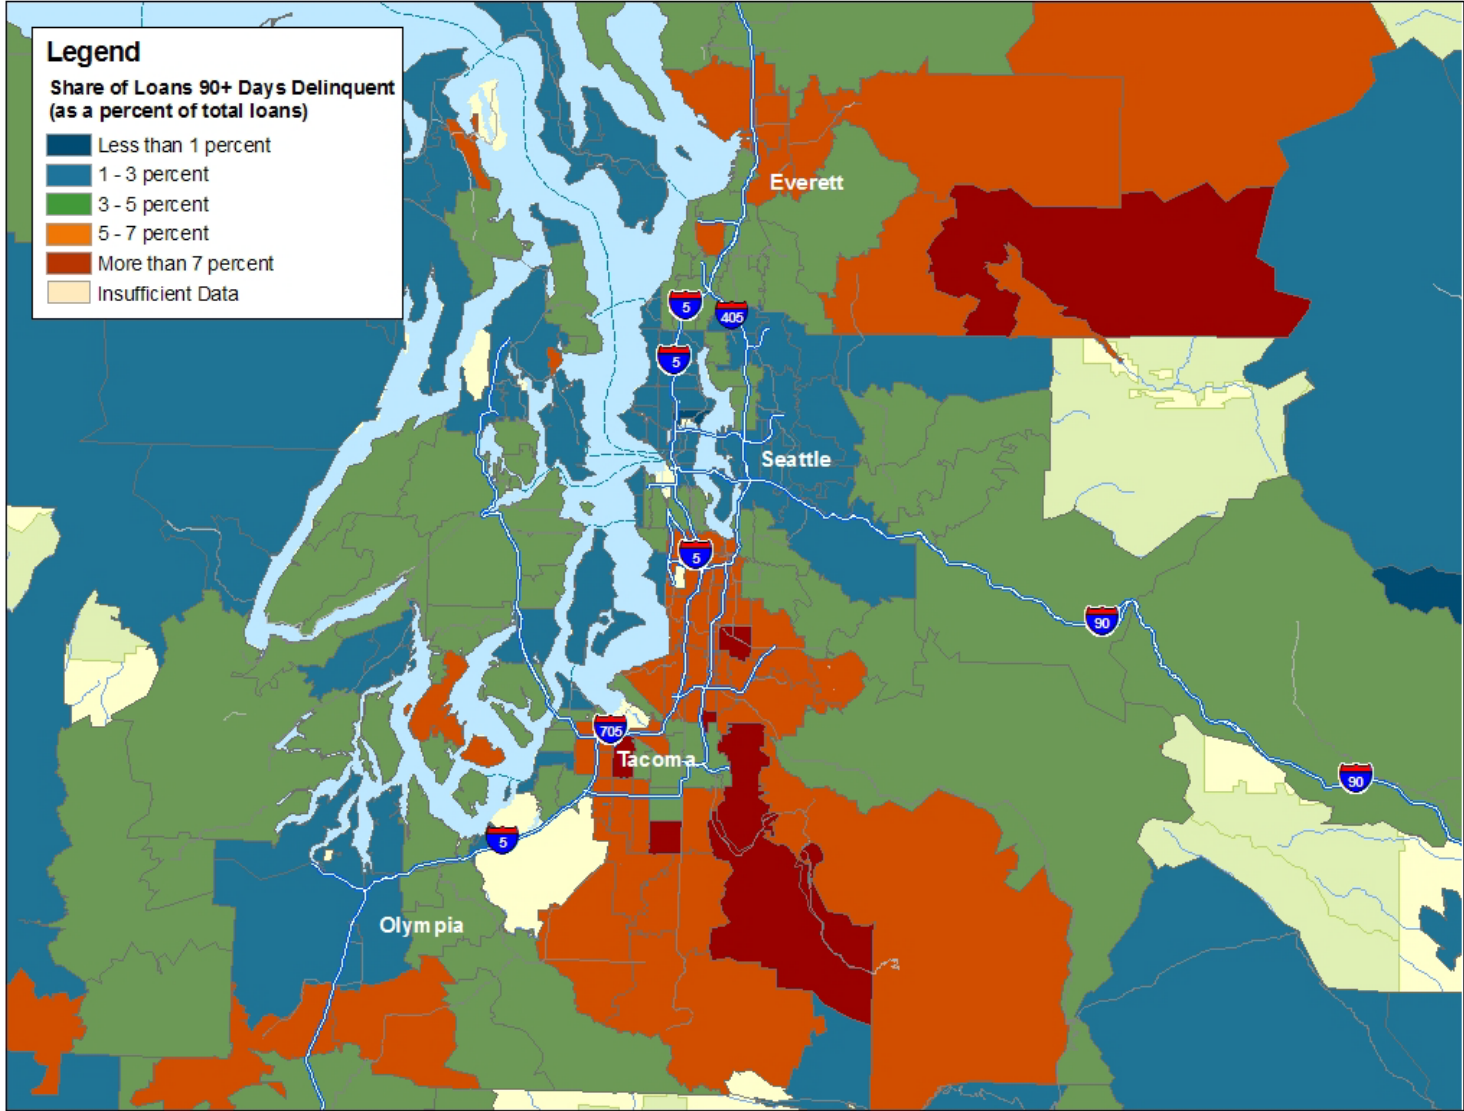 Legend
Share of Loans 90+ Days Delinquent
(as a percent of total loans)
Less than 1 percent
1 - 3 percent
3 - 5 percent
5 - 7 percent
More than 7 percent
Insufficient Data
Everett
5
405
5
Seattle
5
90
705
Tacoma
90
5
Olympia